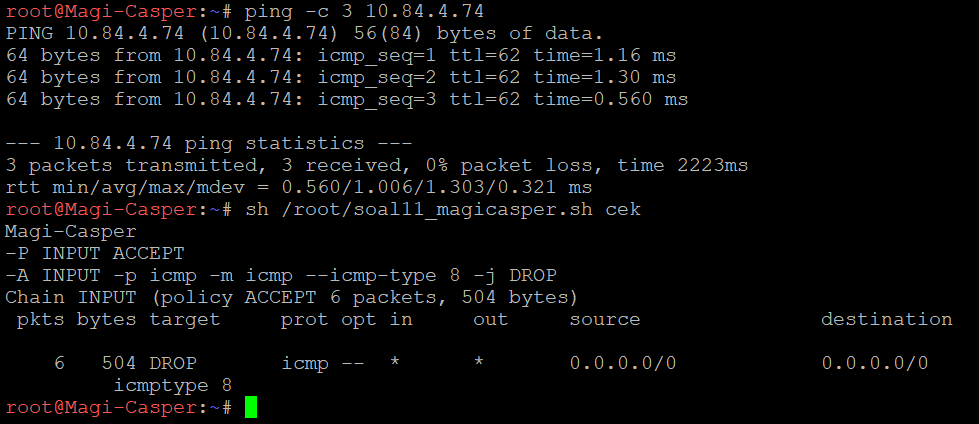 root@Magi-Casper:~# ping -c 3 10.84.4.74
PING 10.84.4.74 (10.84.4.74) 56(84) bytes of data.
64 bytes from 10.84.4.74: icmp_seq=1 ttl=62 time=1.16 ms
64 bytes from 10.84.4.74: icmp_seq=2 ttl=62 time=1.30 ms
64 bytes from 10.84.4.74: icmp_seq=3 ttl=62 time=0.560 ms
--- 10.84.4.74 ping statistics ---
3 packets transmitted, 3 received, 0% packet loss, time 2223ms
rtt min/avg/max/mdev = 0.560/1.006/1.303/0.321 ms
root@Magi-Casper:~# sh /root/soal11_magicasper.sh cek
Magi-Casper
-P INPUT ACCEPT
-A INPUT -p icmp -m icmp --icmp-type 8 -j DROP
Chain INPUT (policy ACCEPT 6 packets, 504 bytes)
pkts bytes target prot opt in out source destination
6 504 DROP icmp -- * * 0.0.0.0/0 0.0.0.0/0
icmptype 8
root@Magi-Casper:~#